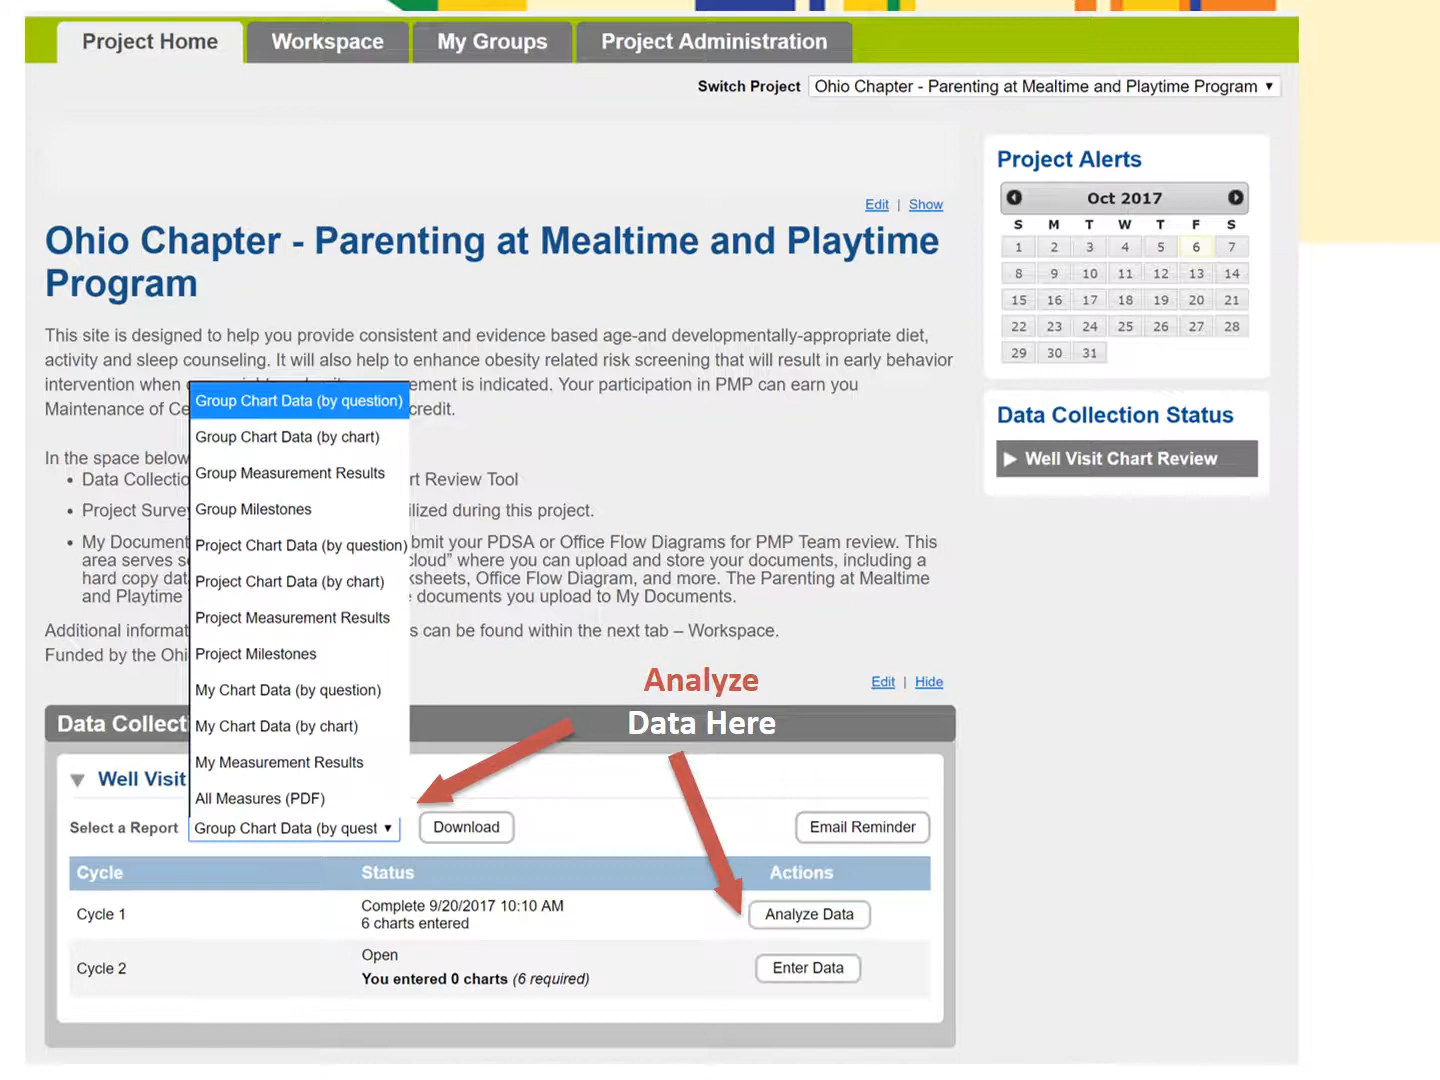 Project Home
Workspace
My Groups
Project Administration
Switch Project
Ohio Chapter - Parenting at Mealtime and Playtime Program
Edit | Show
Ohio Chapter - Parenting at Mealtime and Playtime
Program
This site is designed to help you provide consistent and evidence based age-and developmentally-appropriate diet,
activity and sleep counseling. It will also help to enhance obesity related risk screening that will result in early behavior
intervention when ement is indicated. Your participation in PMP can earn you
Maintenance of Ce credit.
In the space below
• Data Collectio rt Review Tool
• Project Surve ilized during this project.
• My Document bmit your PDSA or Office Flow Diagrams for PMP Team review. This
area serves s cloud” where you can upload and store your documents, including a
hard copy dat ksheets, Office Flow Diagram, and more. The Parenting at Mealtime
and Playtime documents you upload to My Documents.
Additional informat s can be found within the next tab – Workspace.
Funded by the Ohi
Group Chart Data (by question)
Group Chart Data (by chart)
Group Measurement Results
Group Milestones
Project Chart Data (by question)
Project Chart Data (by chart)
Project Measurement Results
Project Milestones
My Chart Data (by question)
My Chart Data (by chart)
My Measurement Results
All Measures (PDF)
Analyze
Data Here
Edit | Hide
Data Collect
Well Visit
Select a Report
Group Chart Data (by quest
Download
Email Reminder
Cycle Status Actions
Cycle 1
Complete 9/20/2017 10:10 AM
6 charts entered
Analyze Data
Cycle 2
Open
You entered 0 charts (6 required)
Enter Data
Project Alerts
Oct 2017
S M T W T F S
1 2 3 4 5 6 7
8 9 10 11 12 13 14
15 16 17 18 19 20 21
22 23 24 25 26 27 28
29 30 31
Data Collection Status
Well Visit Chart Review